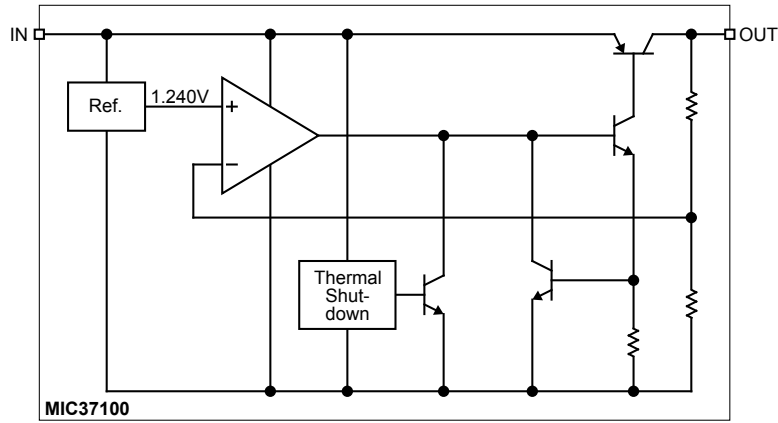 IN
OUT
Ref.
1.240V
+
−
Thermal
Shut-
down
MIC37100